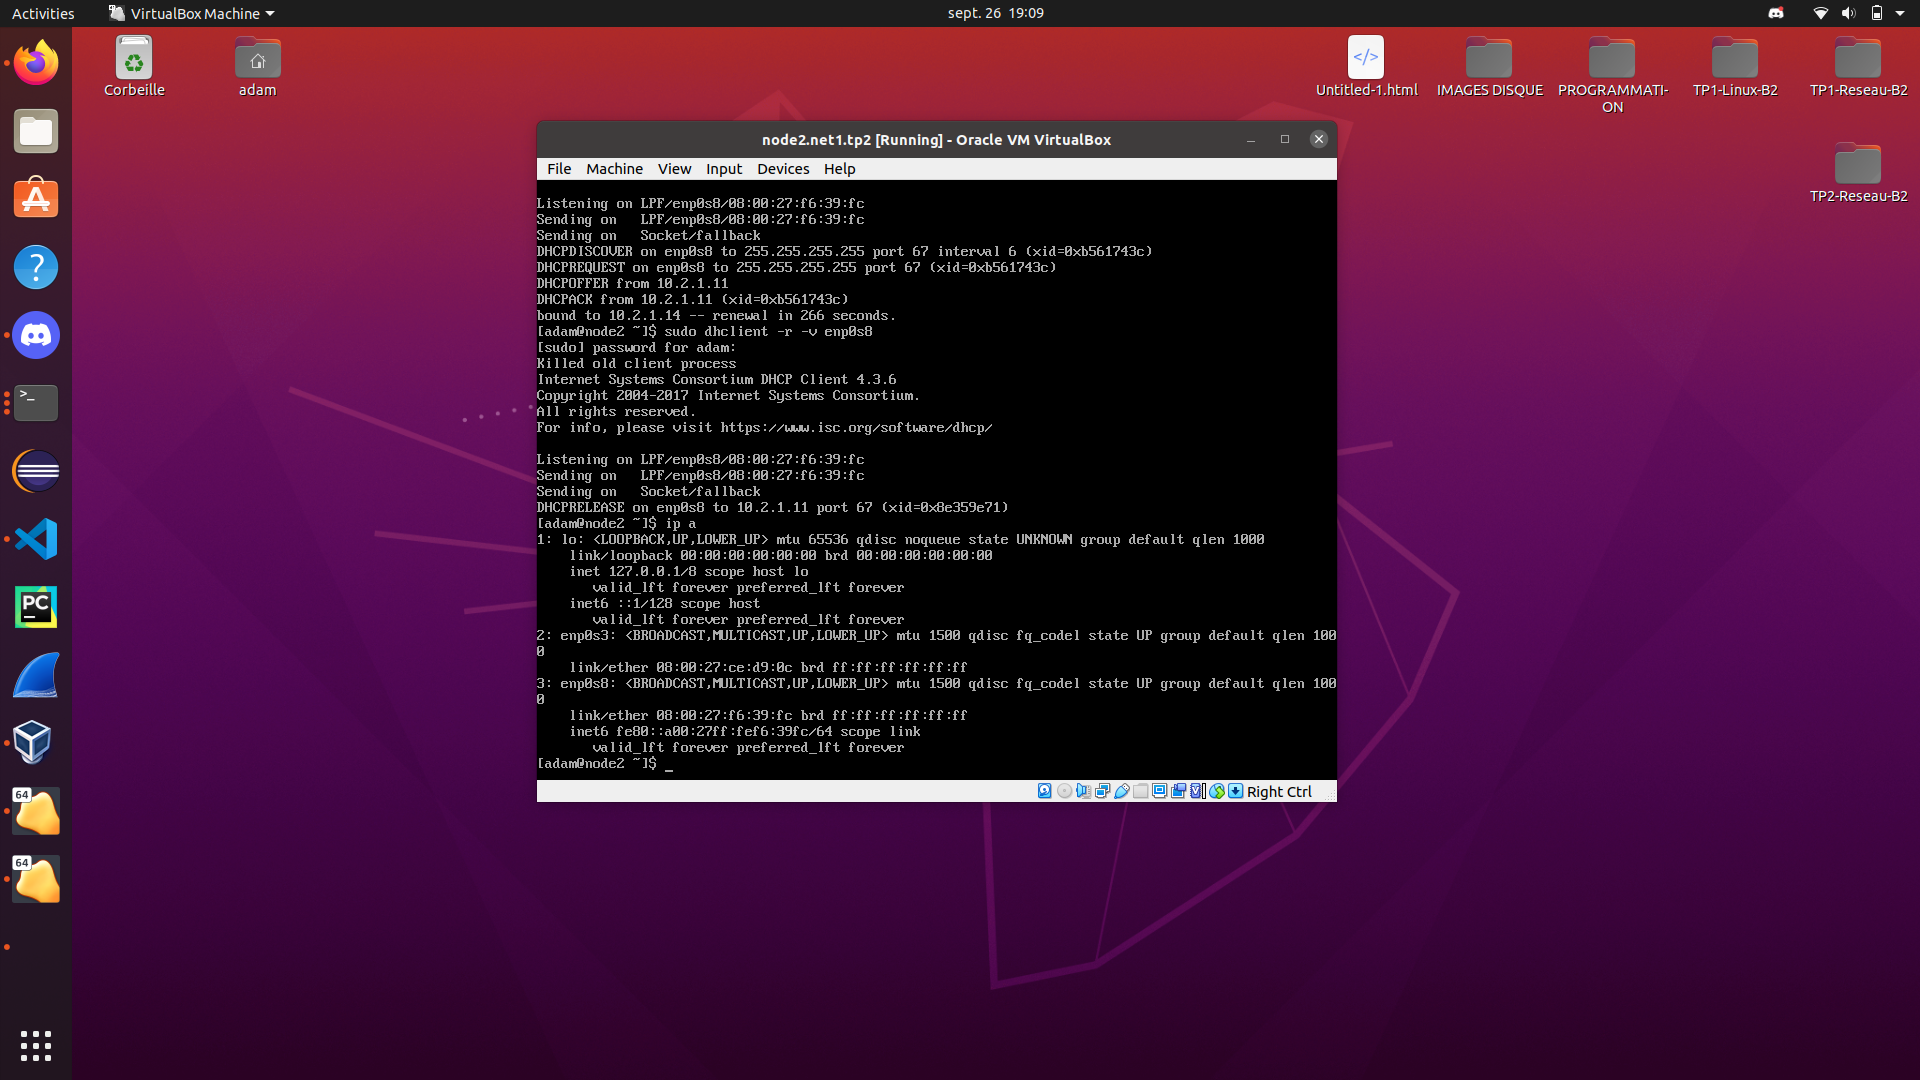 Activities
VirtualBox Machine
sept. 26 19:09
Corbeille
adam
Untitled-1.html
IMAGES DISQUE
PROGRAMMATI-
ON
TP1-Linux-B2
TP1-Reseau-B2
TP2-Reseau-B2
>_
PC
64
64
node2.net1.tp2 [Running] - Oracle VM VirtualBox
File Machine View Input Devices Help
Listening on LPF/enp0s8/08:00:27:f6:39:fc
Sending on   LPF/enp0s8/08:00:27:f6:39:fc
Sending on   Socket/fallback
DHCPDISCOVER on enp0s8 to 255.255.255.255 port 67 interval 6 (xid=0xb561743c)
DHCPREQUEST on enp0s8 to 255.255.255.255 port 67 (xid=0xb561743c)
DHCPOFFER from 10.2.1.11
DHCPACK from 10.2.1.11 (xid=0xb561743c)
bound to 10.2.1.14 -- renewal in 266 seconds.
[adam@node2 ~]$ sudo dhclient -r -v enp0s8
[sudo] password for adam:
Killed old client process
Internet Systems Consortium DHCP Client 4.3.6
Copyright 2004-2017 Internet Systems Consortium.
All rights reserved.
For info, please visit https://www.isc.org/software/dhcp/
Listening on LPF/enp0s8/08:00:27:f6:39:fc
Sending on   LPF/enp0s8/08:00:27:f6:39:fc
Sending on   Socket/fallback
DHCPRELEASE on enp0s8 to 10.2.1.11 port 67 (xid=0x8e359e71)
[adam@node2 ~]$ ip a
1: lo: <LOOPBACK,UP,LOWER_UP> mtu 65536 qdisc noqueue state UNKNOWN group default qlen 1000
    link/loopback 00:00:00:00:00:00 brd 00:00:00:00:00:00
    inet 127.0.0.1/8 scope host lo
       valid_lft forever preferred_lft forever
    inet6 ::1/128 scope host
       valid_lft forever preferred_lft forever
2: enp0s3: <BROADCAST,MULTICAST,UP,LOWER_UP> mtu 1500 qdisc fq_codel state UP group default qlen 100
0
    link/ether 08:00:27:ce:d9:0c brd ff:ff:ff:ff:ff:ff
3: enp0s8: <BROADCAST,MULTICAST,UP,LOWER_UP> mtu 1500 qdisc fq_codel state UP group default qlen 100
0
    link/ether 08:00:27:f6:39:fc brd ff:ff:ff:ff:ff:ff
    inet6 fe80::a00:27ff:fef6:39fc/64 scope link
       valid_lft forever preferred_lft forever
[adam@node2 ~]$ _
Right Ctrl